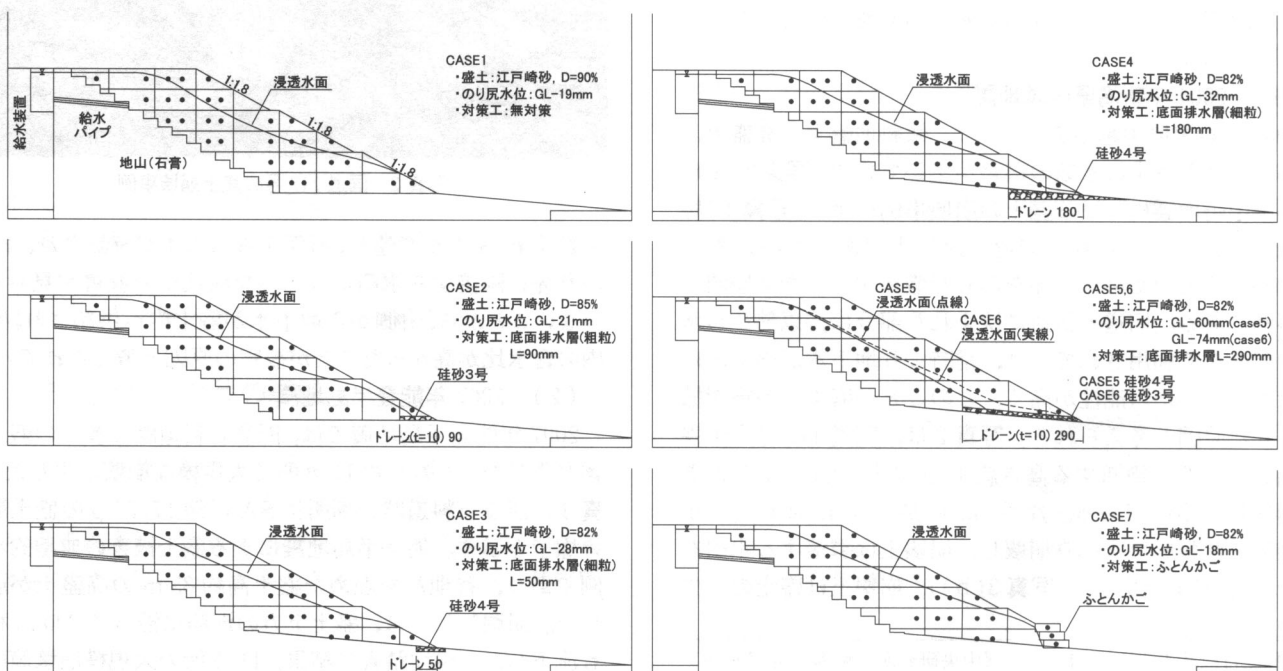 CASE1
・盛土:江戸崎砂, D=90%
・のり尻水位:GL-19mm
・対策工:無対策
1:1.8
浸透水面
1:1.8
1:1.8
給水装置
給水
パイプ
地山(石膏)
CASE4
・盛土:江戸崎砂, D=82%
・のり尻水位:GL-32mm
・対策工:底面排水層(細粒)
L=180mm
浸透水面
硅砂4号
ドレーン 180
CASE2
・盛土:江戸崎砂, D=85%
・のり尻水位:GL-21mm
・対策工:底面排水層(粗粒)
L=90mm
浸透水面
硅砂3号
ドレーン(t=10) 90
CASE5
浸透水面(点線)
CASE6
浸透水面(実線)
CASE5,6
・盛土:江戸崎砂, D=82%
・のり尻水位:GL-60mm(case5)
GL-74mm(case6)
・対策工:底面排水層L=290mm
CASE5 硅砂4号
CASE6 硅砂3号
ドレーン(t=10) 290
CASE3
・盛土:江戸崎砂, D=82%
・のり尻水位:GL-28mm
・対策工:底面排水層(細粒)
L=50mm
浸透水面
硅砂4号
ドレーン 50
CASE7
・盛土:江戸崎砂, D=82%
・のり尻水位:GL-18mm
・対策工:ふとんかご
浸透水面
ふとんかご